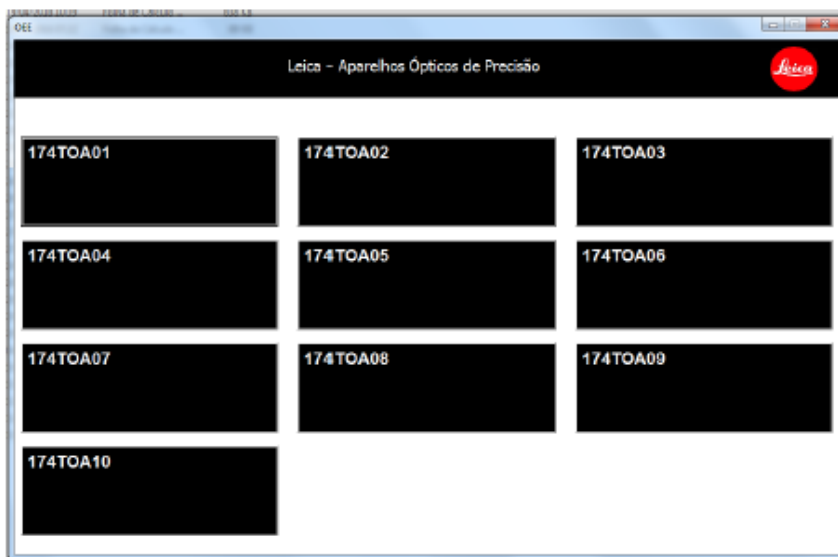 OEE
Leica – Aparelhos Ópticos de Precisão
Leica
174TOA01
174TOA02
174TOA03
174TOA04
174TOA05
174TOA06
174TOA07
174TOA08
174TOA09
174TOA10